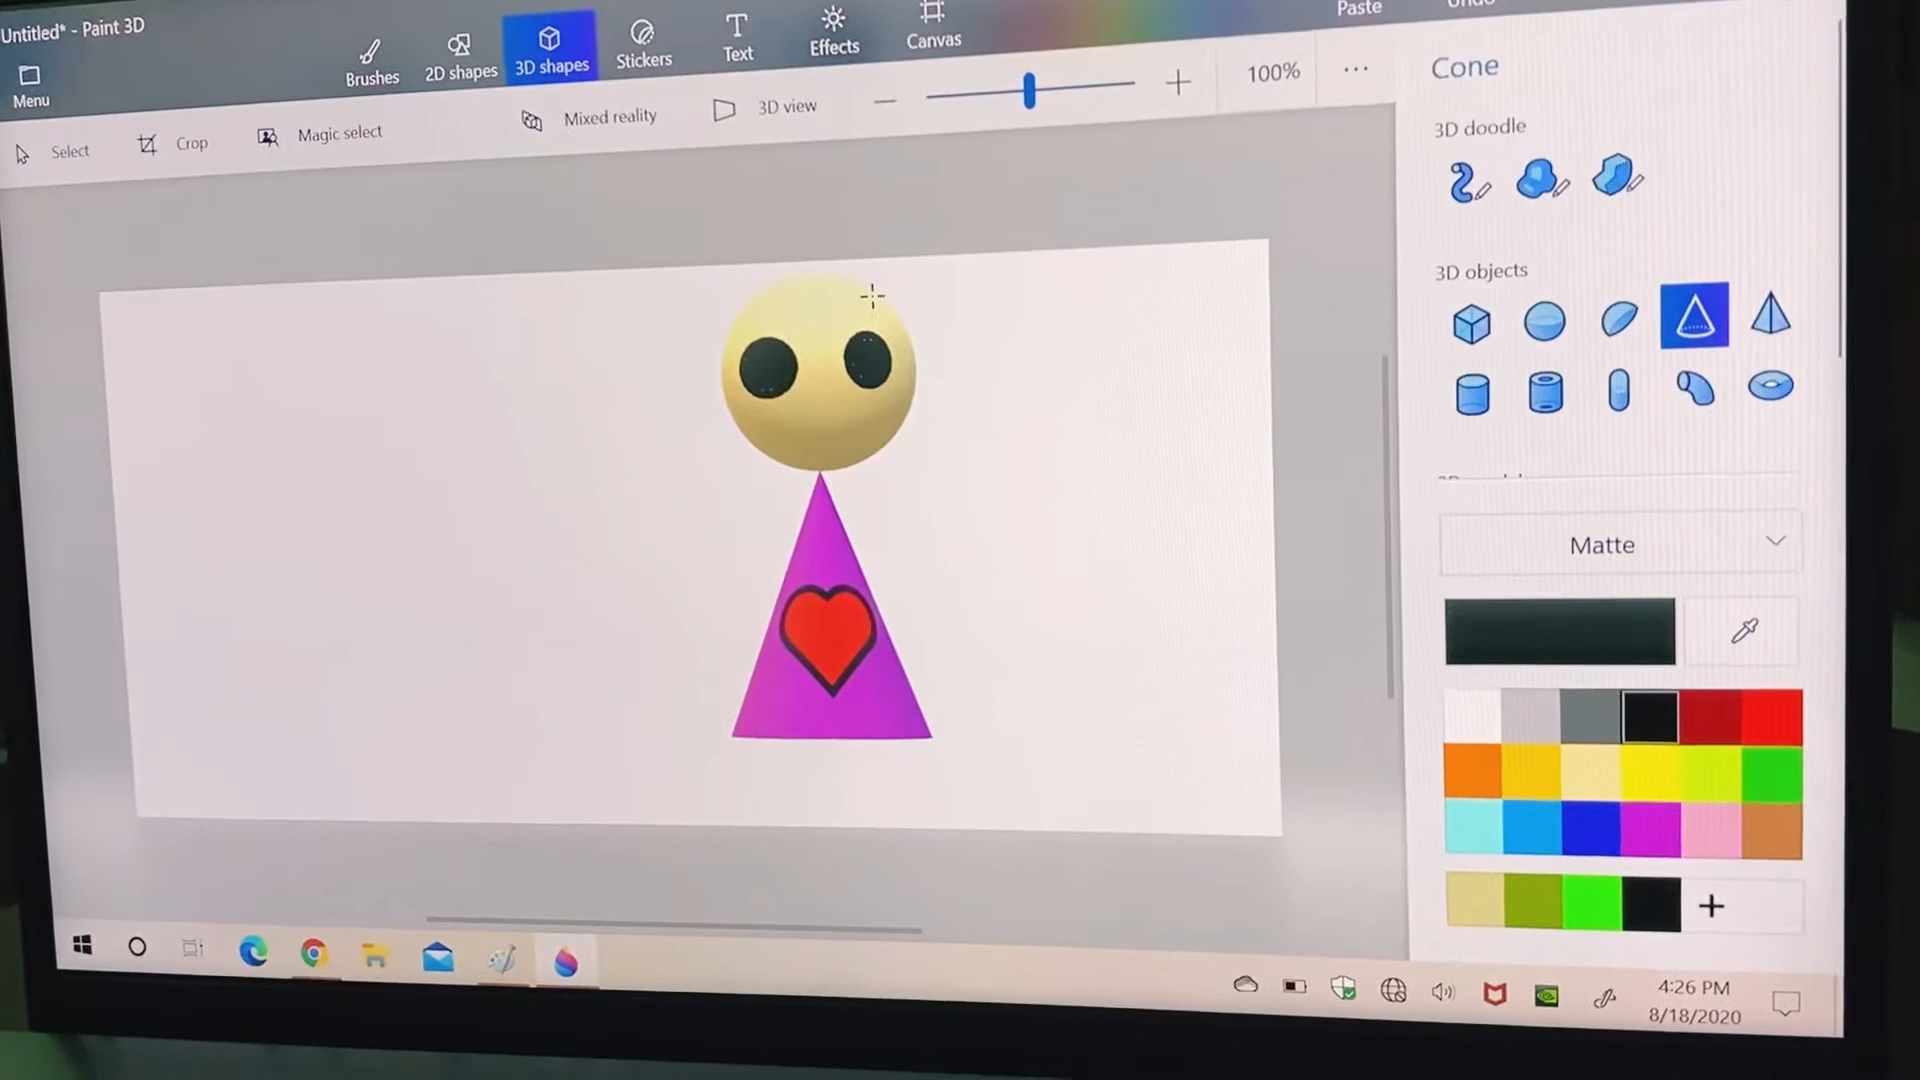 Untitled* - Paint 3D
Menu
Brushes
2D shapes
3D shapes
Stickers
Text
Effects
Canvas
Paste
Undo
Select
Crop
Magic select
Mixed reality
3D view
100%
Cone
3D doodle
3D objects
Matte
4:26 PM
8/18/2020